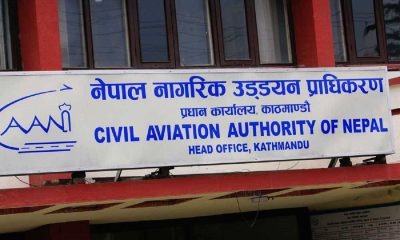 CAAN
नेपाल नागरिक उड्डयन प्राधिकरण
प्रधान कार्यालय, काठमाण्डौ
CIVIL AVIATION AUTHORITY OF NEPAL
HEAD OFFICE, KATHMANDU